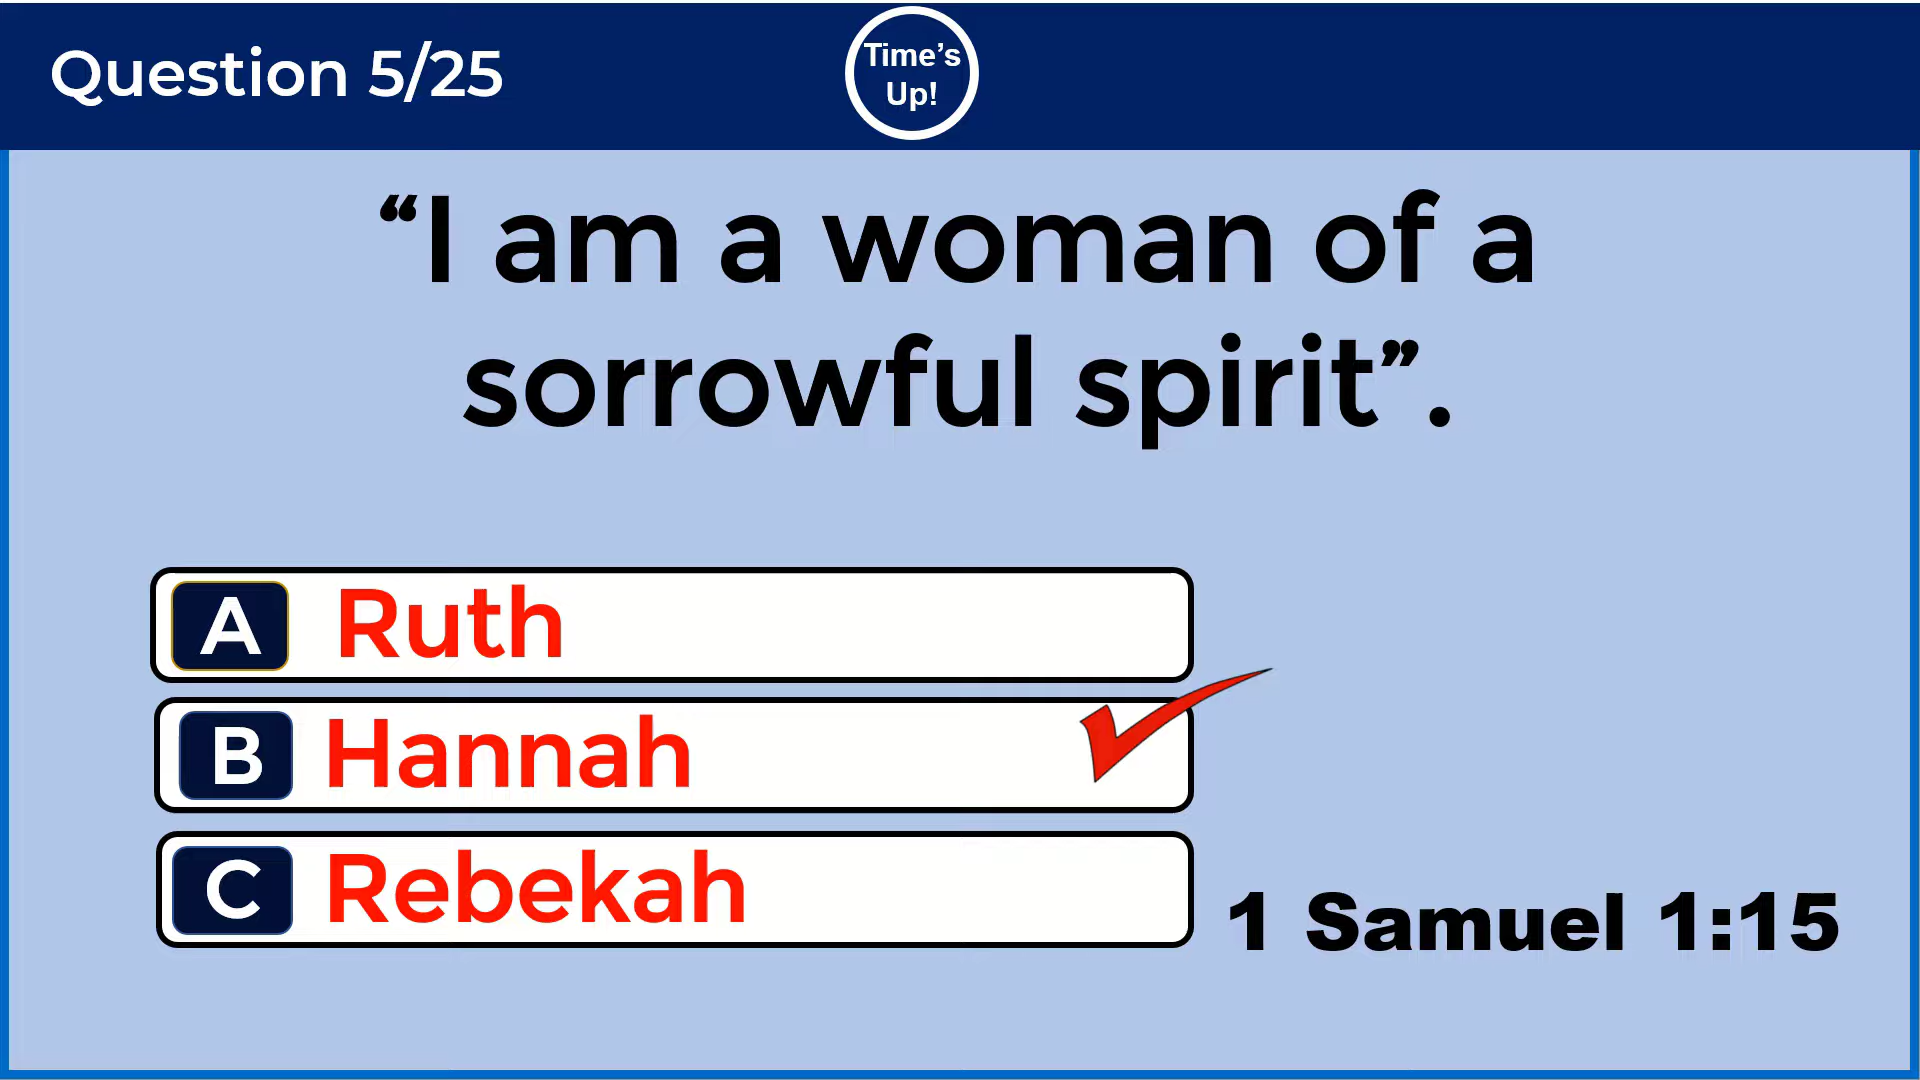 Question 5/25
Time’s
Up!
“I am a woman of a
sorrowful spirit”.
A Ruth
B Hannah
C Rebekah
1 Samuel 1:15